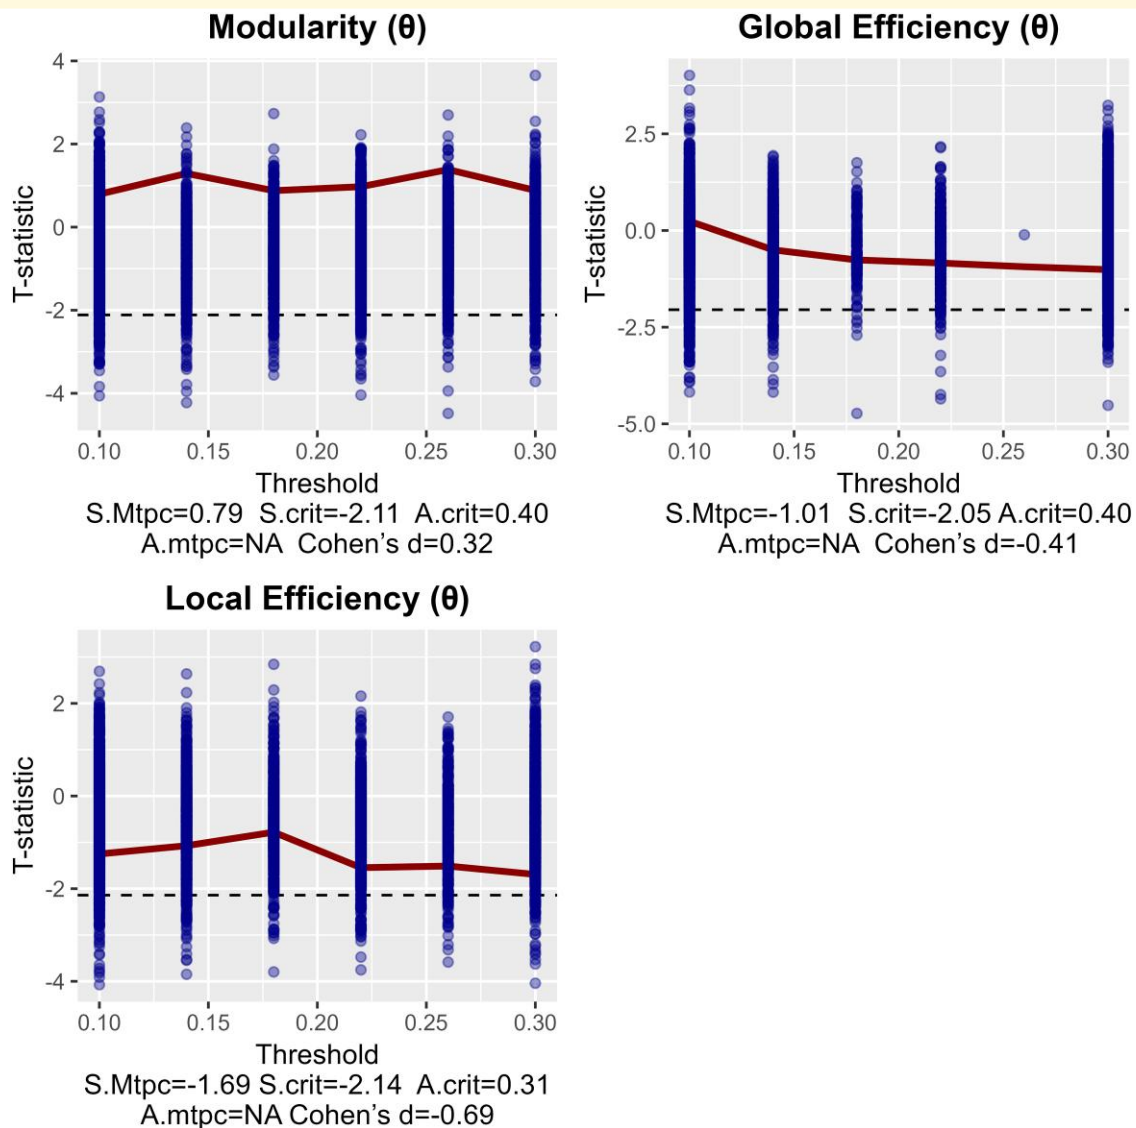 Modularity (θ)
4
2
0
-2
-4
T-statistic
0.10 0.15 0.20 0.25 0.30
Threshold
S.Mtpc=0.79 S.crit=-2.11 A.crit=0.40
A.mtpc=NA Cohen's d=0.32
Global Efficiency (θ)
2.5
0.0
-2.5
-5.0
T-statistic
0.10 0.15 0.20 0.25 0.30
Threshold
S.Mtpc=-1.01 S.crit=-2.05 A.crit=0.40
A.mtpc=NA Cohen's d=-0.41
Local Efficiency (θ)
2
0
-2
-4
T-statistic
0.10 0.15 0.20 0.25 0.30
Threshold
S.Mtpc=-1.69 S.crit=-2.14 A.crit=0.31
A.mtpc=NA Cohen's d=-0.69